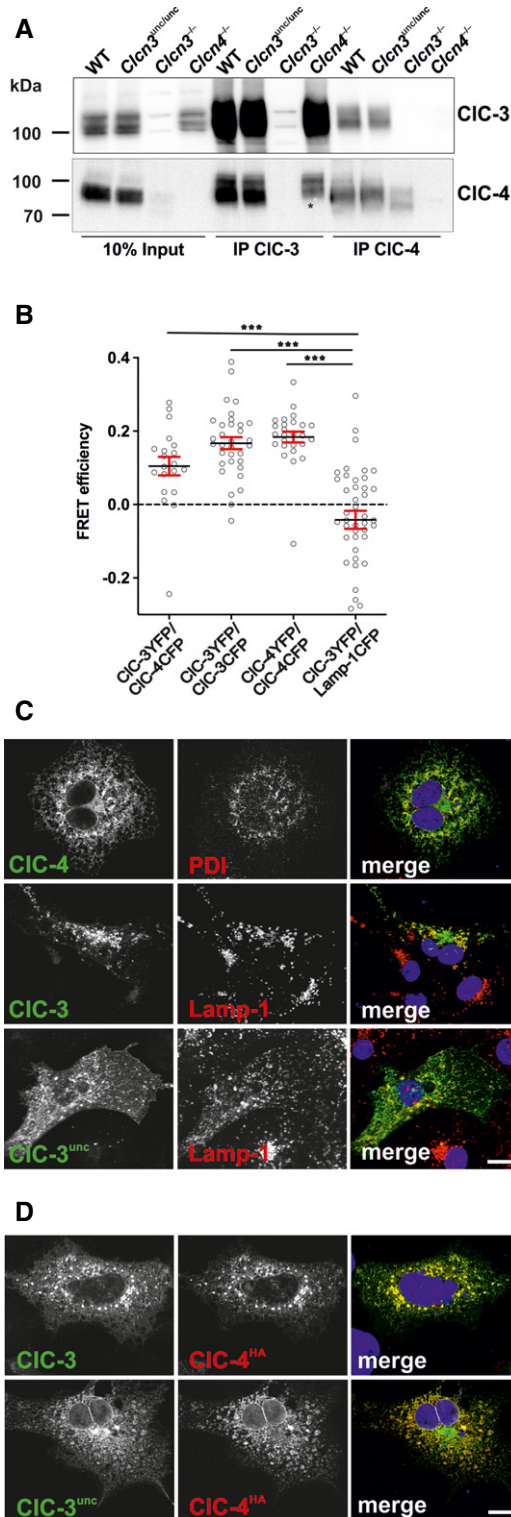 A
WT Clcn3unc/unc Clcn3-/- Clcn4-/- WT Clcn3unc/unc Clcn3-/- Clcn4-/- WT Clcn3unc/unc Clcn3-/- Clcn4-/-
kDa
100
ClC-3
100
70
ClC-4
*
10% Input IP ClC-3 IP ClC-4
B
***
***
***
0.4
0.2
0.0
-0.2
FRET efficiency
ClC-3YFP/
ClC-4CFP
ClC-3YFP/
ClC-3CFP
ClC-4YFP/
ClC-4CFP
ClC-3YFP/
Lamp-1CFP
C
ClC-4 PDI merge
ClC-3 Lamp-1 merge
ClC-3unc Lamp-1 merge
D
ClC-3 ClC-4HA merge
ClC-3unc ClC-4HA merge